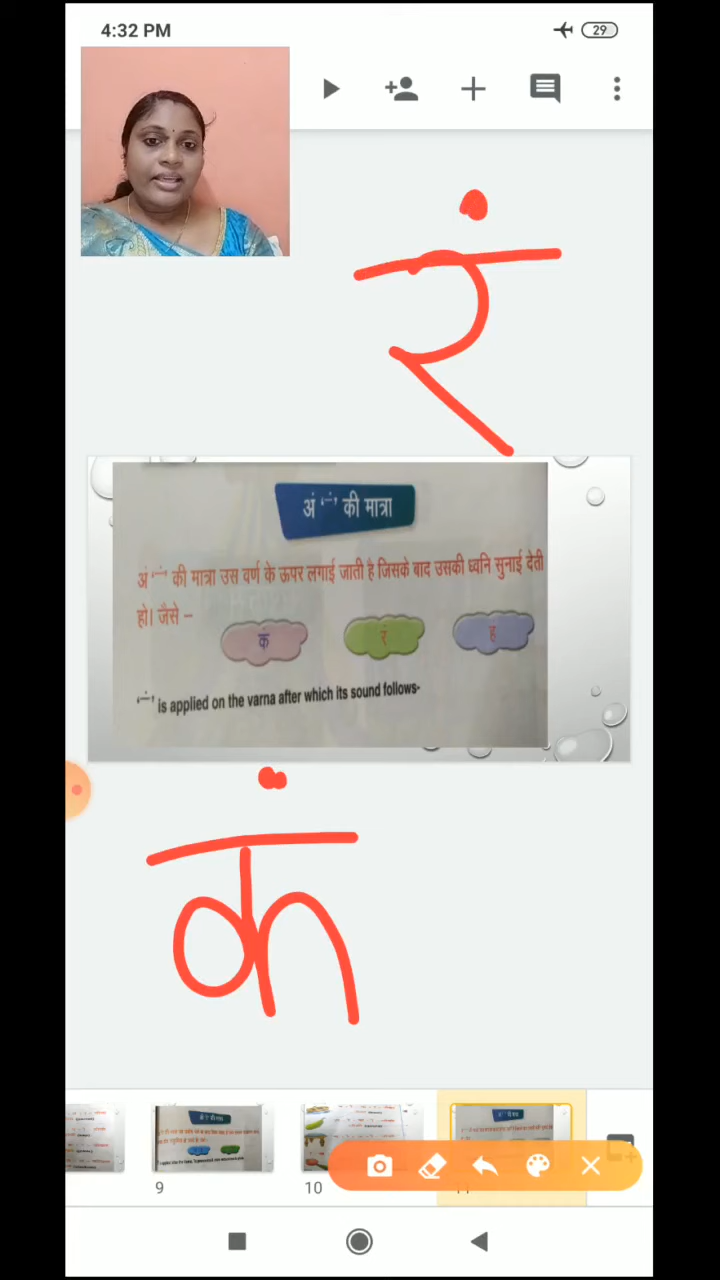 4:32 PM
29
रं
अं '—ं' की मात्रा
अं '—ं' की मात्रा उस वर्ण के ऊपर लगाई जाती है जिसके बाद उसकी ध्वनि सुनाई देती
हो। जैसे –
कं रं हं
'—ं' is applied on the varna after which its sound follows-
कं
9 10 11